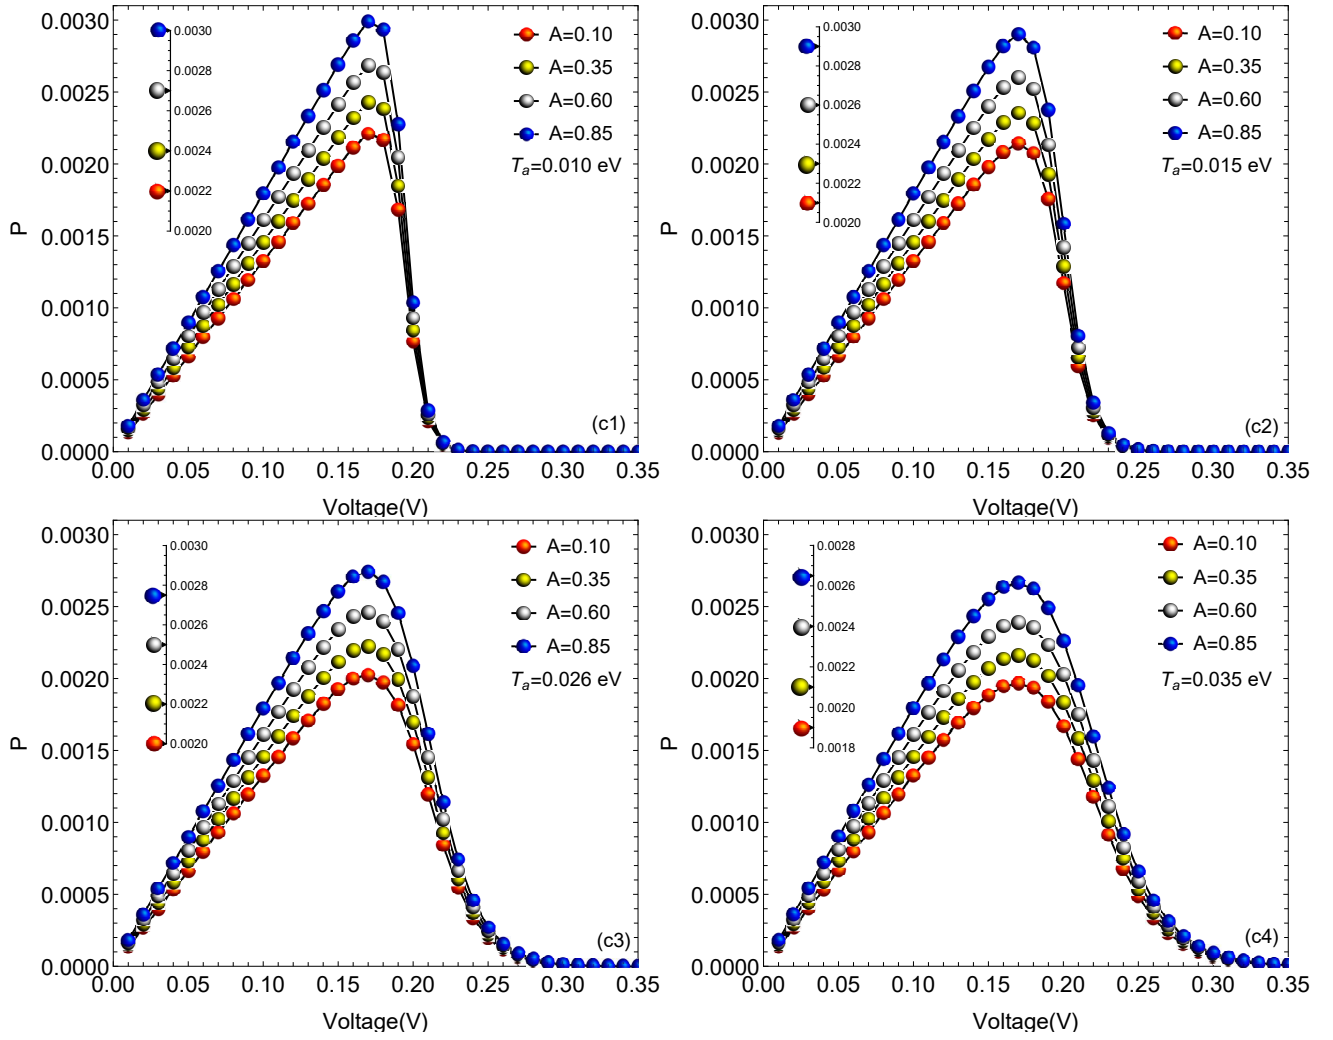 0.0030
0.0025
0.0020
0.0015
0.0010
0.0005
0.0000
P
0.0030
0.0028
0.0026
0.0024
0.0022
0.0020
A=0.10
A=0.35
A=0.60
A=0.85
Tₐ=0.010 eV
(c1)
0.00 0.05 0.10 0.15 0.20 0.25 0.30 0.35
Voltage(V)
0.0030
0.0025
0.0020
0.0015
0.0010
0.0005
0.0000
P
0.0030
0.0028
0.0026
0.0024
0.0022
0.0020
A=0.10
A=0.35
A=0.60
A=0.85
Tₐ=0.015 eV
(c2)
0.00 0.05 0.10 0.15 0.20 0.25 0.30 0.35
Voltage(V)
0.0030
0.0025
0.0020
0.0015
0.0010
0.0005
0.0000
P
0.0030
0.0028
0.0026
0.0024
0.0022
0.0020
A=0.10
A=0.35
A=0.60
A=0.85
Tₐ=0.026 eV
(c3)
0.00 0.05 0.10 0.15 0.20 0.25 0.30 0.35
Voltage(V)
0.0030
0.0025
0.0020
0.0015
0.0010
0.0005
0.0000
P
0.0028
0.0026
0.0024
0.0022
0.0020
0.0018
A=0.10
A=0.35
A=0.60
A=0.85
Tₐ=0.035 eV
(c4)
0.00 0.05 0.10 0.15 0.20 0.25 0.30 0.35
Voltage(V)